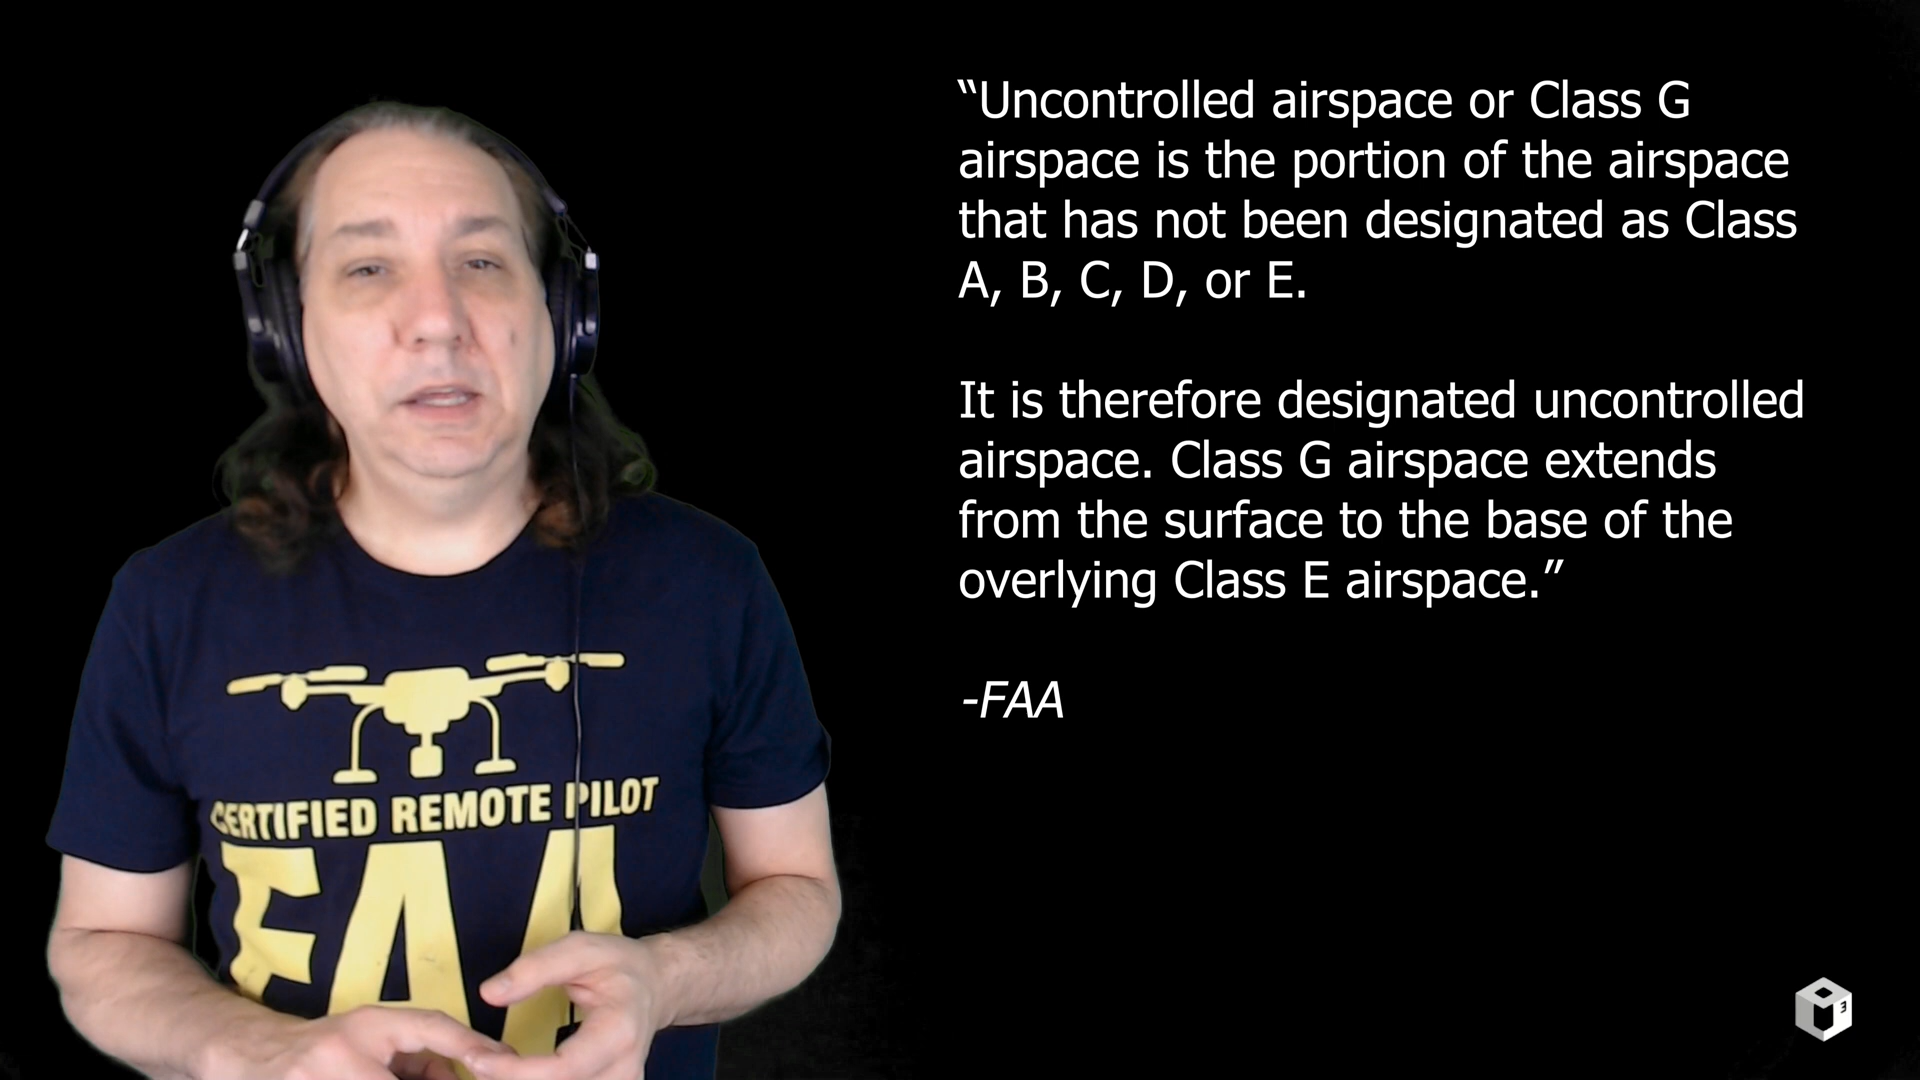 “Uncontrolled airspace or Class G
airspace is the portion of the airspace
that has not been designated as Class
A, B, C, D, or E.
It is therefore designated uncontrolled
airspace. Class G airspace extends
from the surface to the base of the
overlying Class E airspace.”
-FAA
CERTIFIED REMOTE PILOT
FAA
3